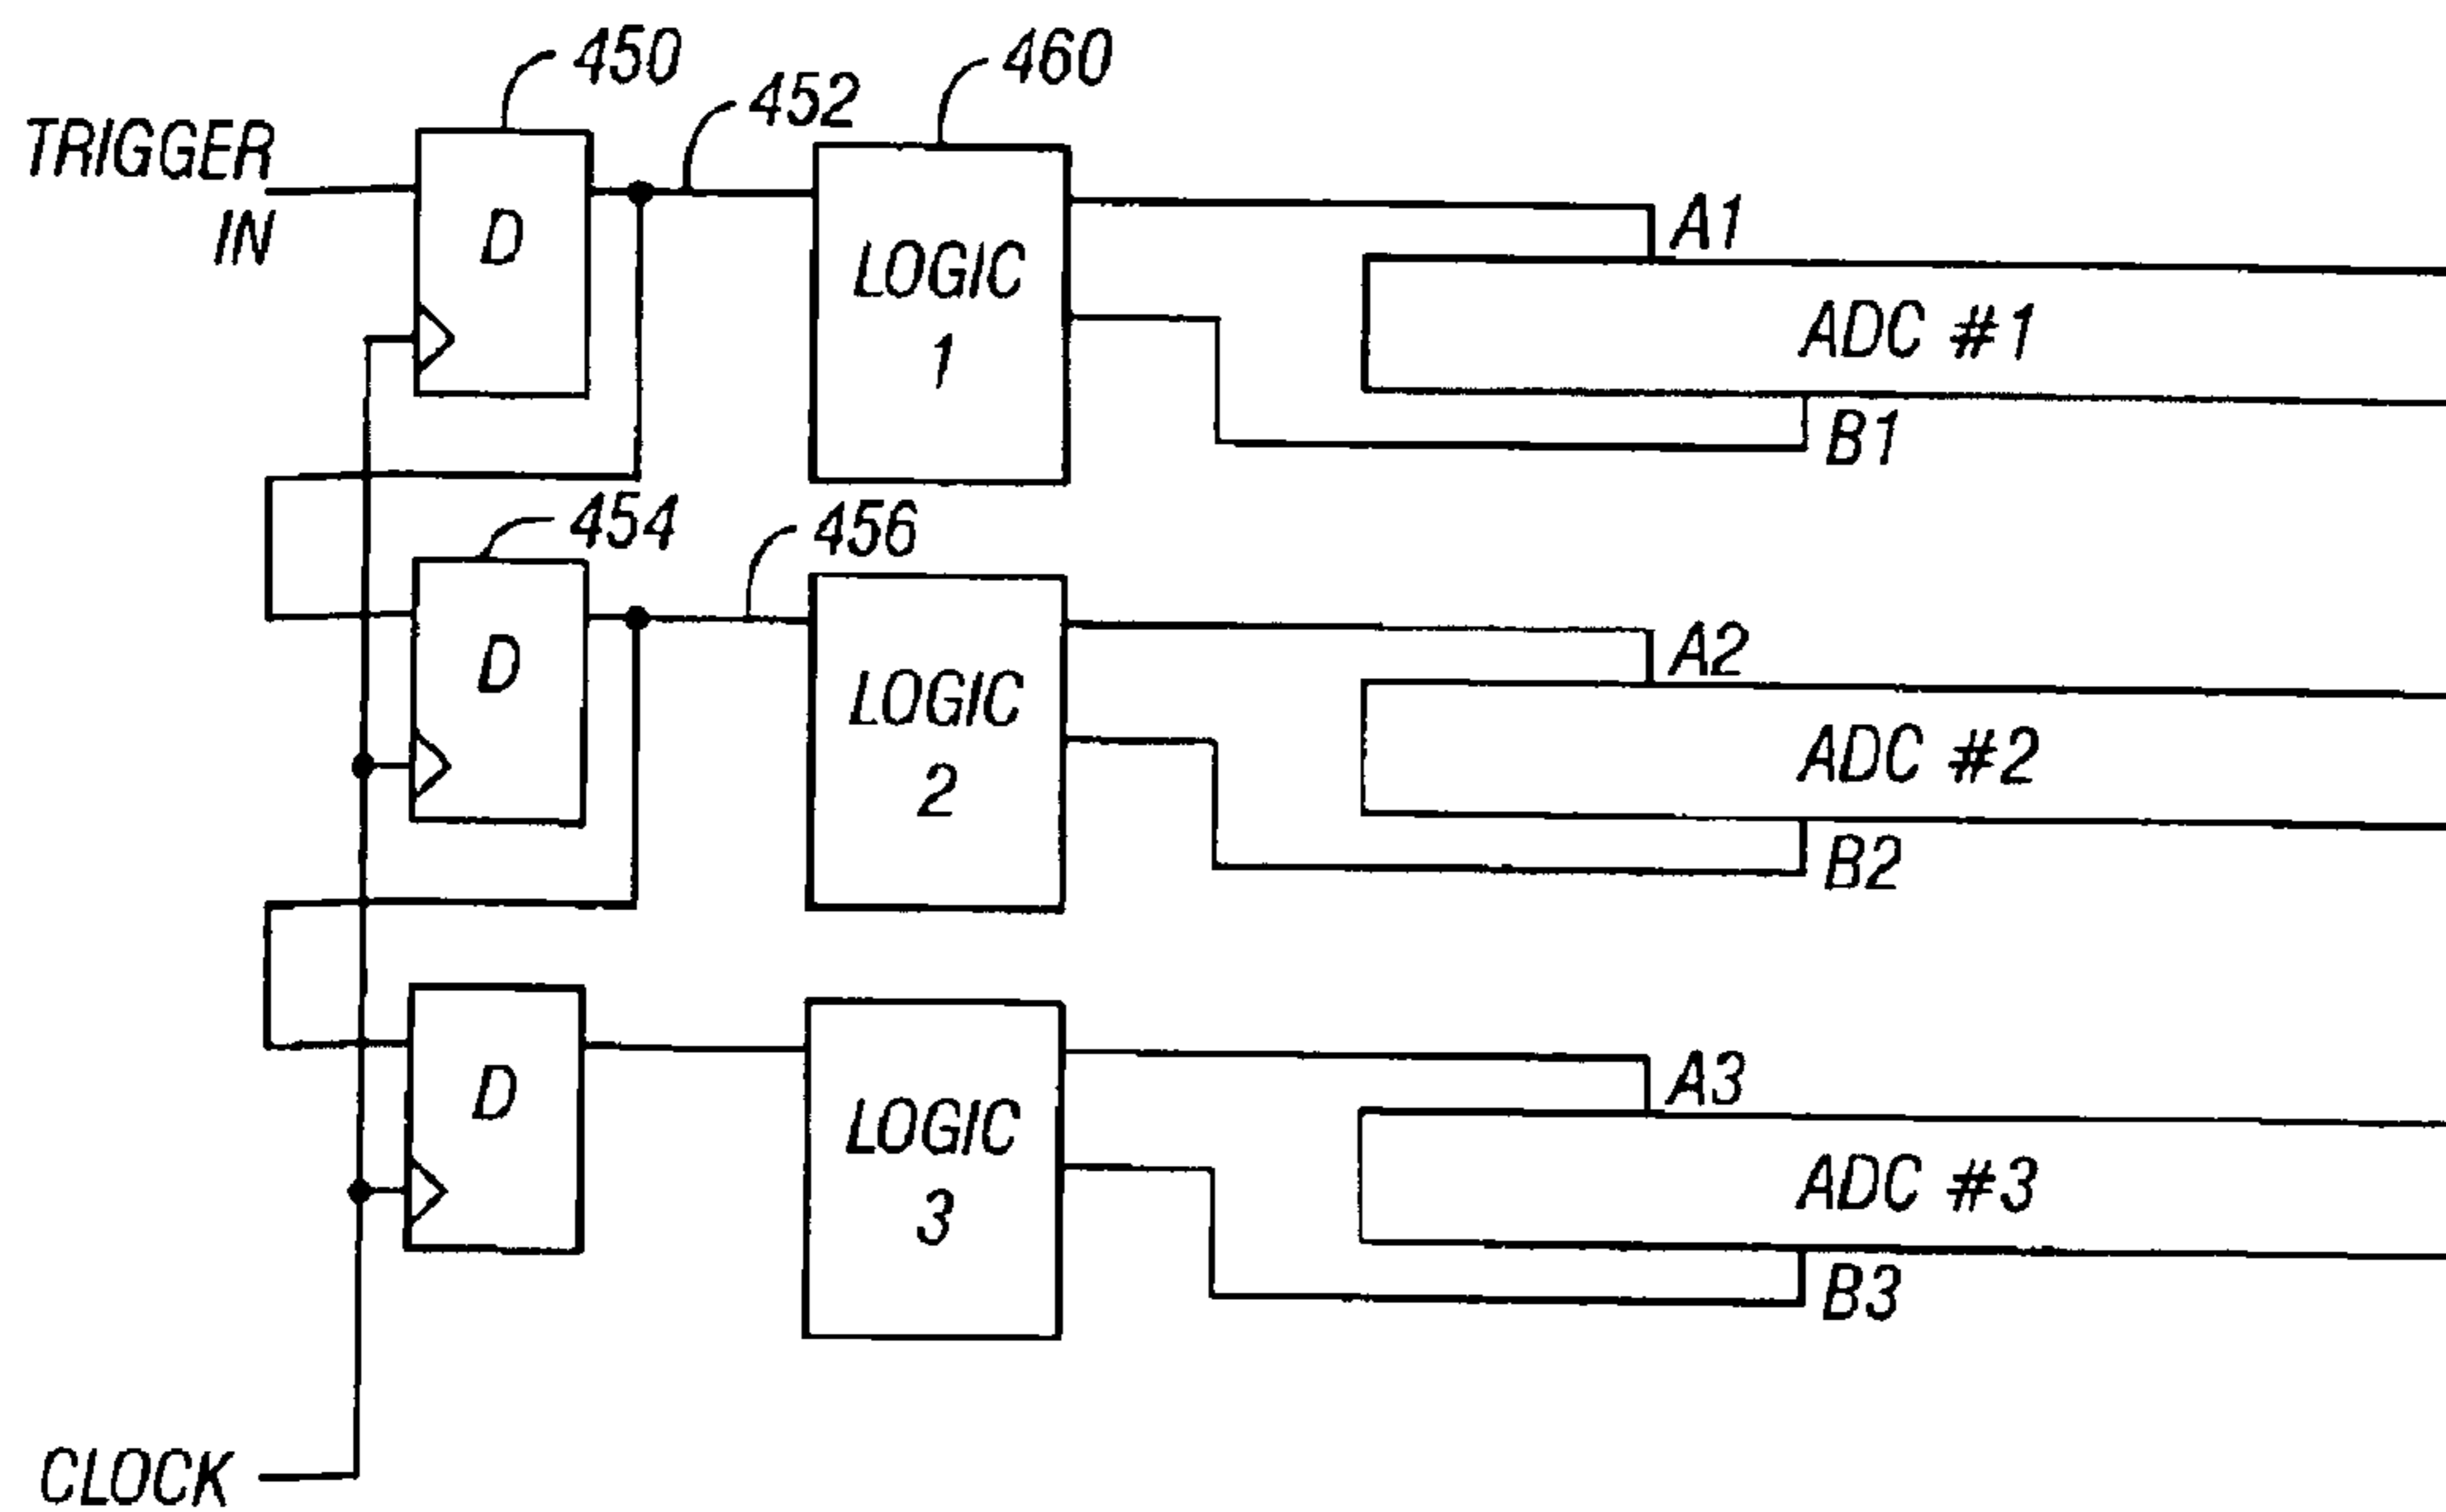 450
452
460
TRIGGER
IN
D
LOGIC
1
A1
ADC #1
B1
454
456
D
LOGIC
2
A2
ADC #2
B2
D
LOGIC
3
A3
ADC #3
B3
CLOCK